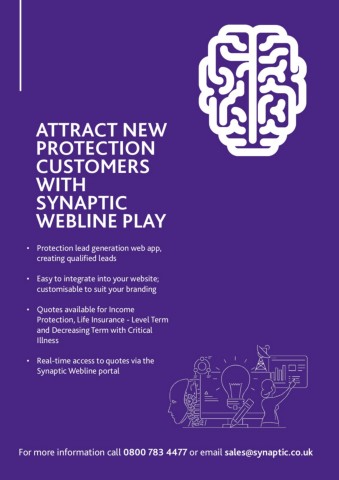 ATTRACT NEW
PROTECTION
CUSTOMERS
WITH
SYNAPTIC
WEBLINE PLAY
• Protection lead generation web app,
creating qualified leads
• Easy to integrate into your website;
customisable to suit your branding
• Quotes available for Income
Protection, Life Insurance - Level Term
and Decreasing Term with Critical
Illness
• Real-time access to quotes via the
Synaptic Webline portal
For more information call 0800 783 4477 or email sales@synaptic.co.uk